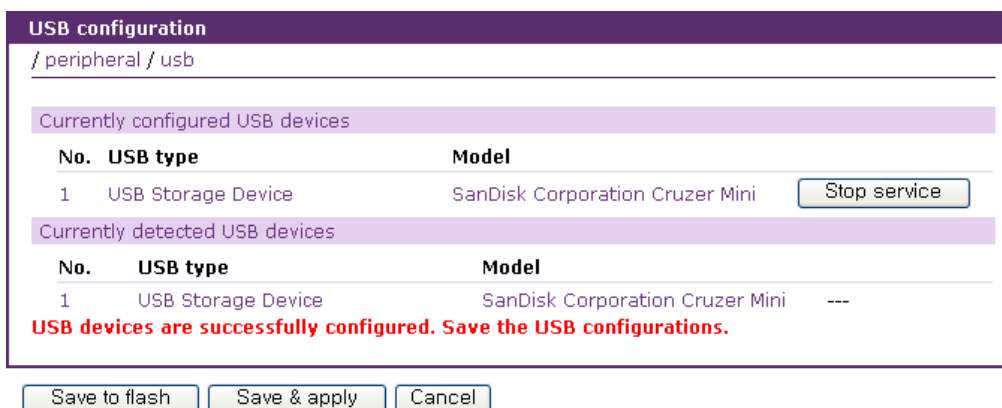 USB configuration
/ peripheral / usb
Currently configured USB devices
No. USB type Model
1 USB Storage Device SanDisk Corporation Cruzer Mini Stop service
Currently detected USB devices
No. USB type Model
1 USB Storage Device SanDisk Corporation Cruzer Mini ---
USB devices are successfully configured. Save the USB configurations.
Save to flash Save & apply Cancel